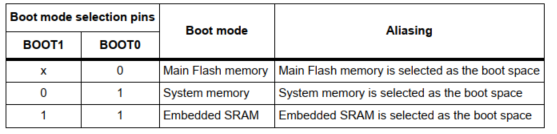 Boot mode selection pins Boot mode Aliasing
BOOT1 BOOT0
x 0 Main Flash memory Main Flash memory is selected as the boot space
0 1 System memory System memory is selected as the boot space
1 1 Embedded SRAM Embedded SRAM is selected as the boot space